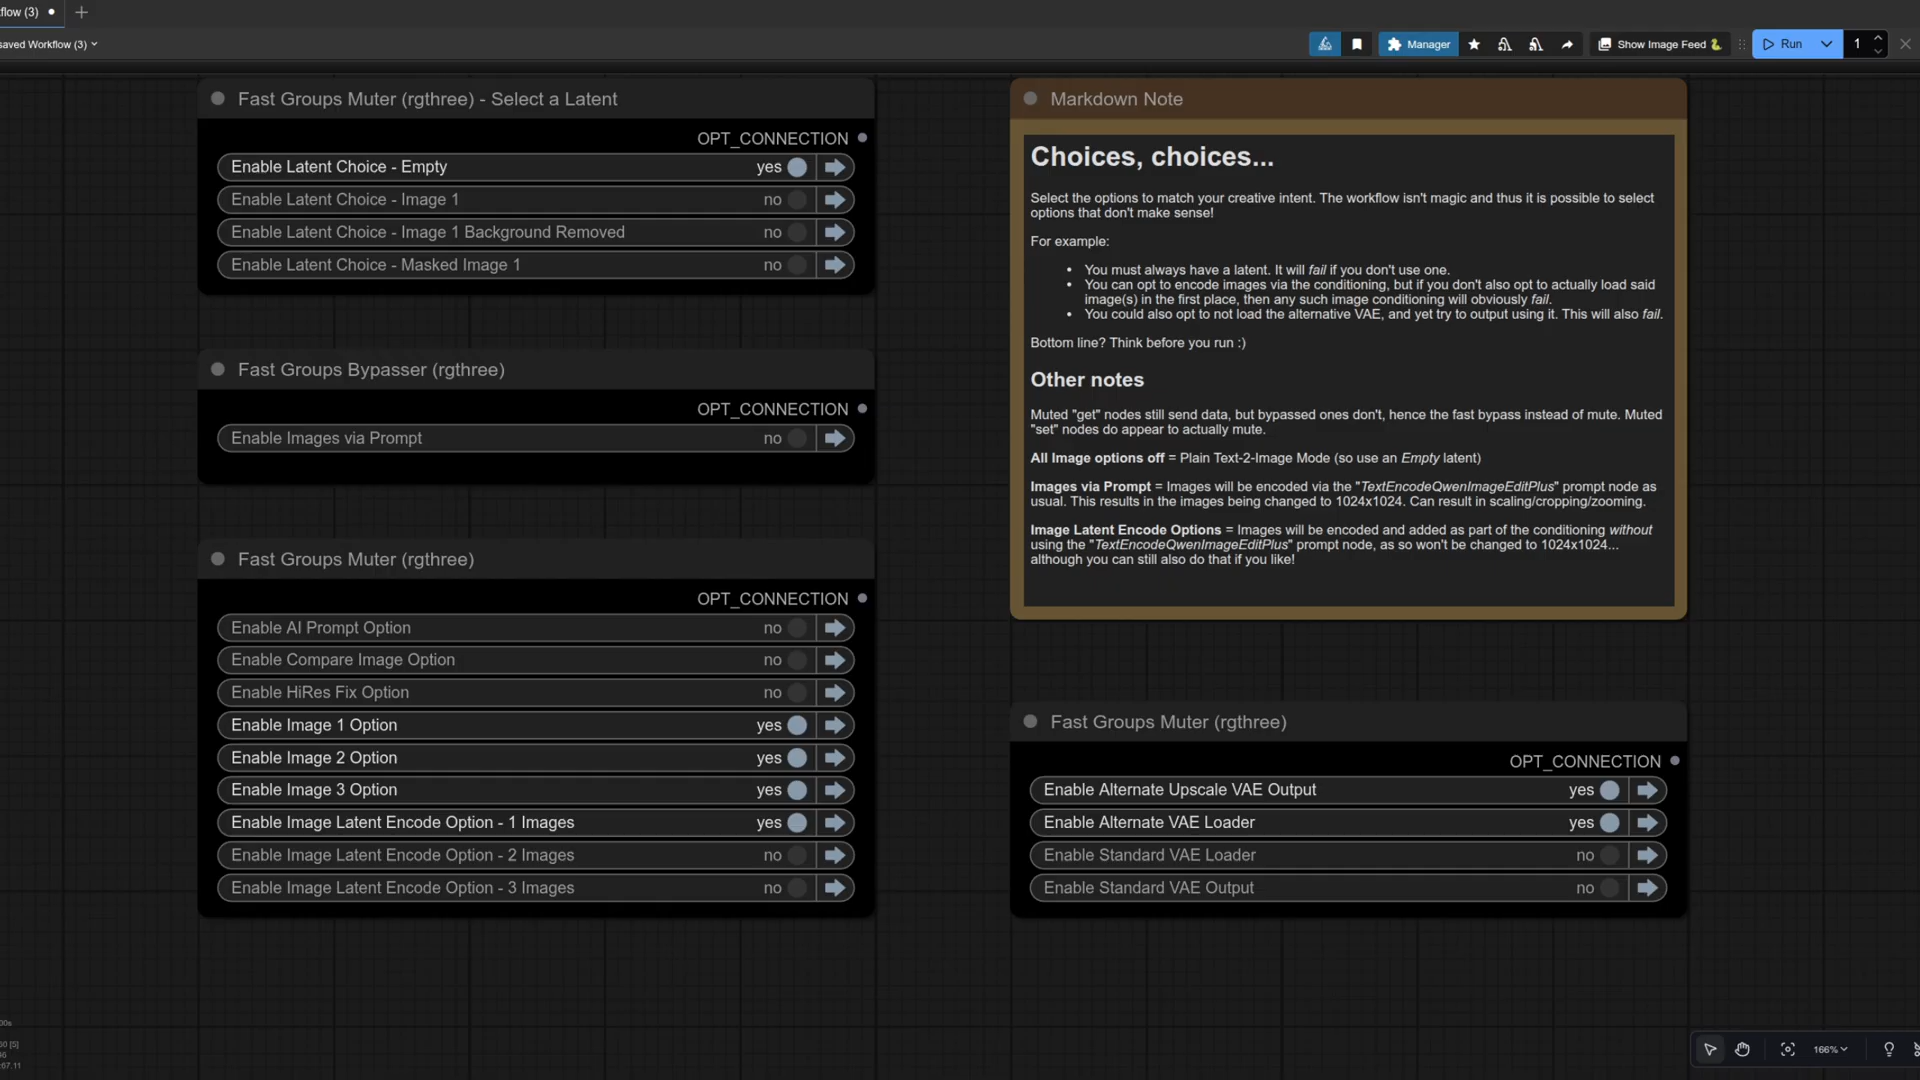 flow (3)
saved Workflow (3)
Manager
Show Image Feed
Run
1
Fast Groups Muter (rgthree) - Select a Latent
OPT_CONNECTION
Enable Latent Choice - Empty yes
Enable Latent Choice - Image 1 no
Enable Latent Choice - Image 1 Background Removed no
Enable Latent Choice - Masked Image 1 no
Fast Groups Bypasser (rgthree)
OPT_CONNECTION
Enable Images via Prompt no
Fast Groups Muter (rgthree)
OPT_CONNECTION
Enable AI Prompt Option no
Enable Compare Image Option no
Enable HiRes Fix Option no
Enable Image 1 Option yes
Enable Image 2 Option yes
Enable Image 3 Option yes
Enable Image Latent Encode Option - 1 Images yes
Enable Image Latent Encode Option - 2 Images no
Enable Image Latent Encode Option - 3 Images no
Markdown Note
Choices, choices...
Select the options to match your creative intent. The workflow isn't magic and thus it is possible to select
options that don't make sense!
For example:
• You must always have a latent. It will fail if you don't use one.
• You can opt to encode images via the conditioning, but if you don't also opt to actually load said
image(s) in the first place, then any such image conditioning will obviously fail.
• You could also opt to not load the alternative VAE, and yet try to output using it. This will also fail.
Bottom line? Think before you run :)
Other notes
Muted "get" nodes still send data, but bypassed ones don't, hence the fast bypass instead of mute. Muted
"set" nodes do appear to actually mute.
All Image options off = Plain Text-2-Image Mode (so use an Empty latent)
Images via Prompt = Images will be encoded via the "TextEncodeQwenImageEditPlus" prompt node as
usual. This results in the images being changed to 1024x1024. Can result in scaling/cropping/zooming.
Image Latent Encode Options = Images will be encoded and added as part of the conditioning without
using the "TextEncodeQwenImageEditPlus" prompt node, as so won't be changed to 1024x1024...
although you can still also do that if you like!
Fast Groups Muter (rgthree)
OPT_CONNECTION
Enable Alternate Upscale VAE Output yes
Enable Alternate VAE Loader yes
Enable Standard VAE Loader no
Enable Standard VAE Output no
166%